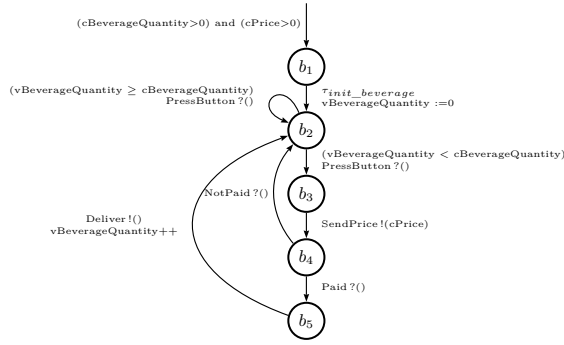 (cBeverageQuantity>0) and (cPrice>0)
b1
τinit_beverage
vBeverageQuantity :=0
(vBeverageQuantity ≥ cBeverageQuantity)
PressButton ?()
b2
(vBeverageQuantity < cBeverageQuantity)
PressButton ?()
NotPaid ?()
b3
Deliver !()
vBeverageQuantity++
SendPrice !(cPrice)
b4
Paid ?()
b5